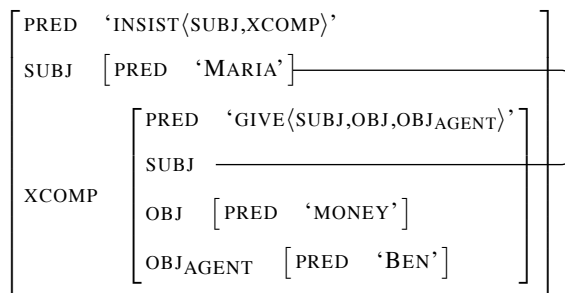 PRED ‘INSIST⟨SUBJ,XCOMP⟩’
SUBJ [PRED ‘MARIA’]
XCOMP
PRED ‘GIVE⟨SUBJ,OBJ,OBJAGENT⟩’
SUBJ
OBJ [PRED ‘MONEY’]
OBJAGENT [PRED ‘BEN’]